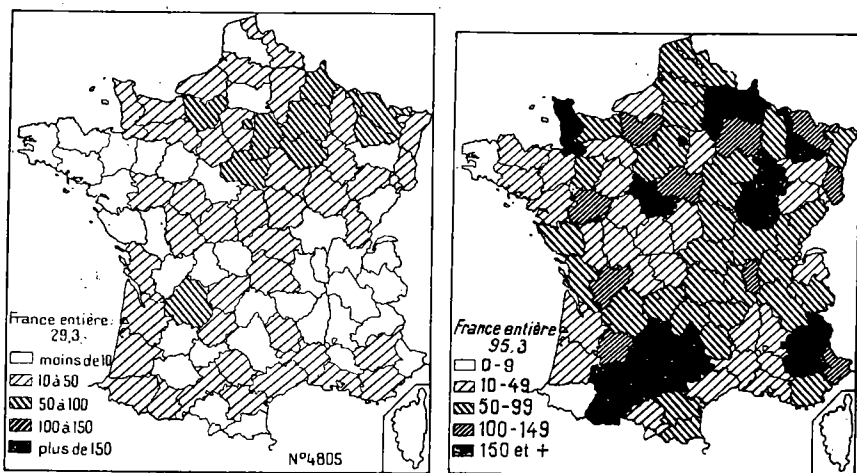 France entière
29,3.
moins de 10
10 à 50
50 à 100
100 à 150
plus de 150
N°4805
France entière
95.3
0-9
10-49
50-99
100-149
150 et +